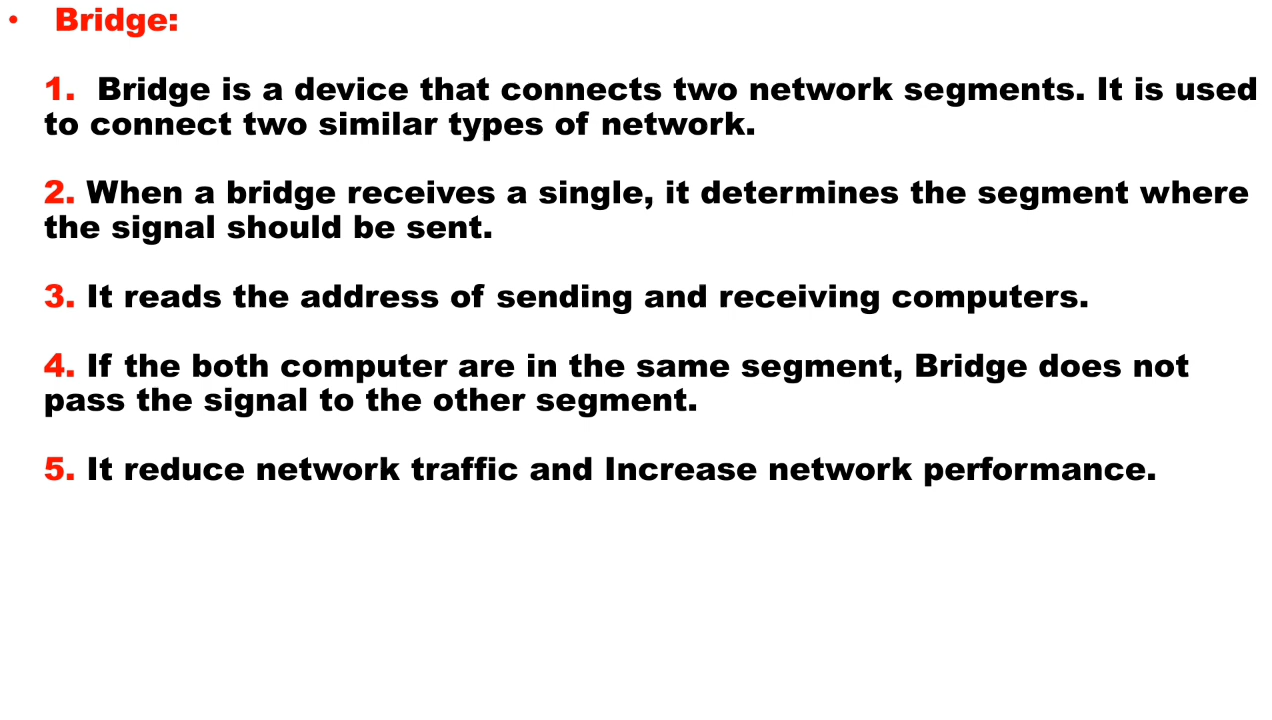 • Bridge:
1. Bridge is a device that connects two network segments. It is used
to connect two similar types of network.
2. When a bridge receives a single, it determines the segment where
the signal should be sent.
3. It reads the address of sending and receiving computers.
4. If the both computer are in the same segment, Bridge does not
pass the signal to the other segment.
5. It reduce network traffic and Increase network performance.